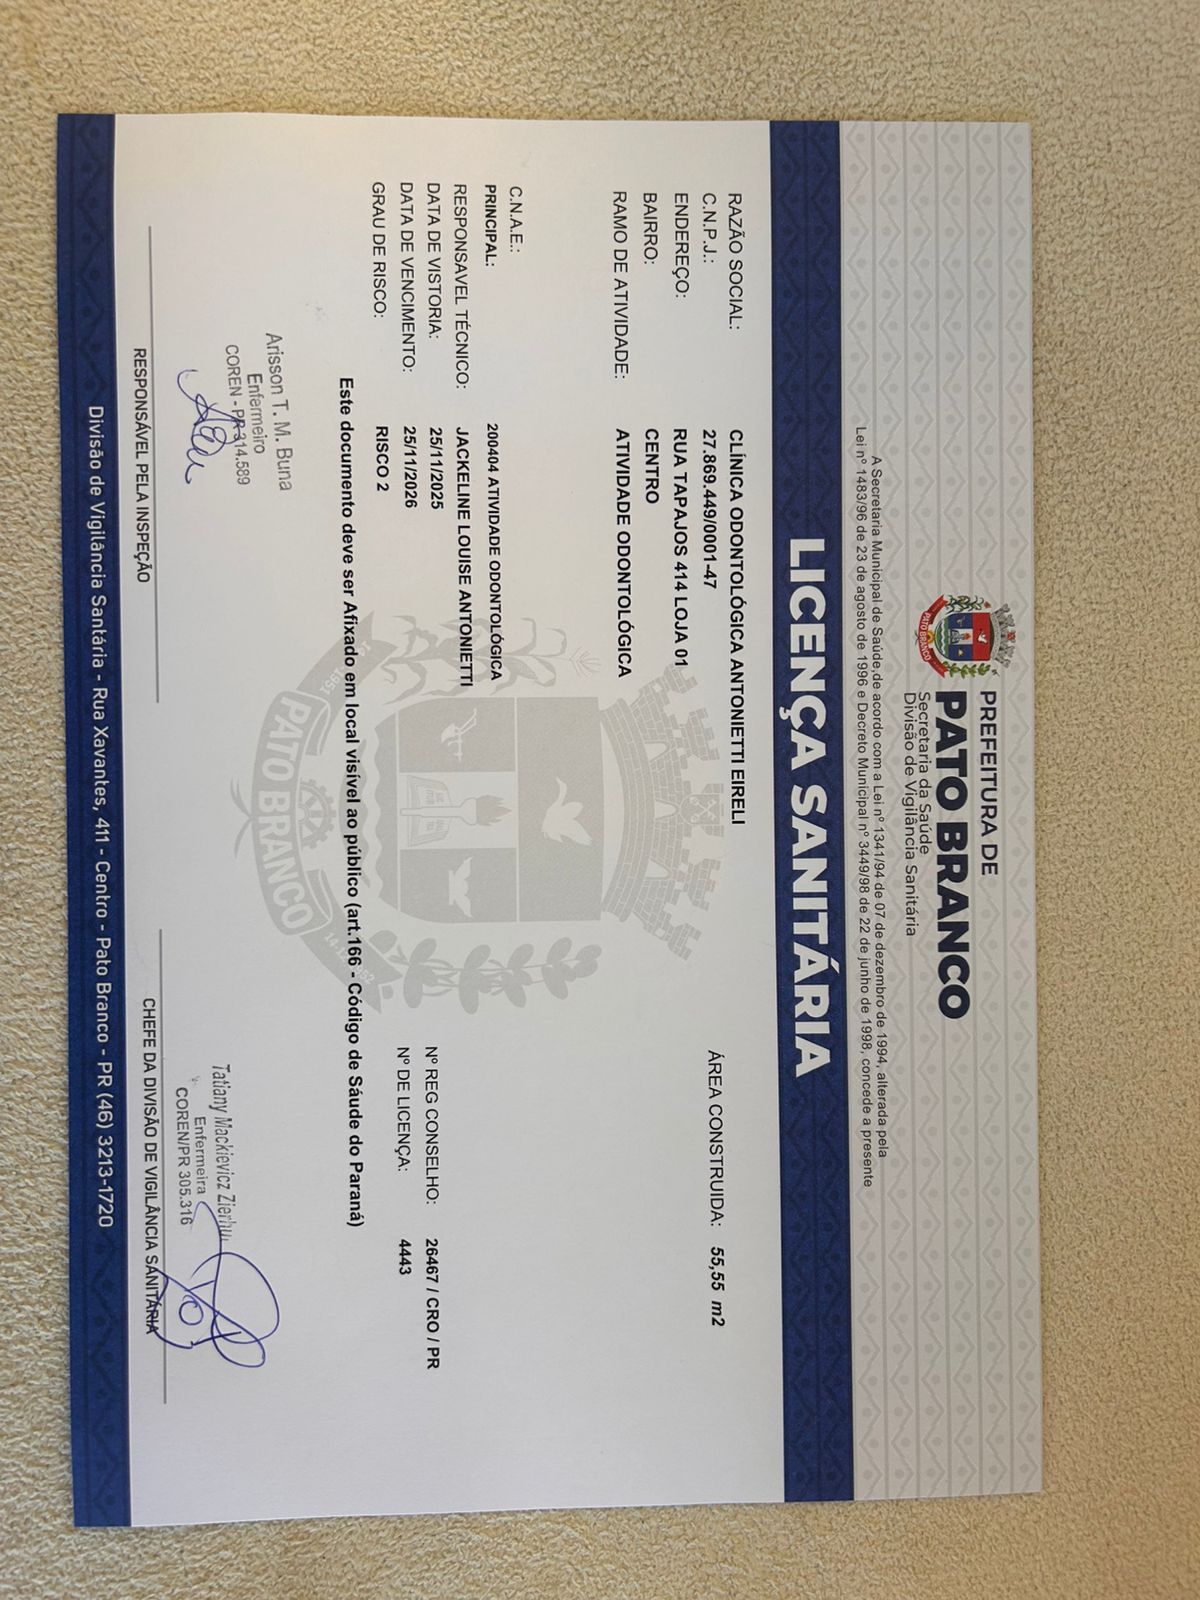 PREFEITURA DE
PATO BRANCO
Secretaria da Saúde
Divisão de Vigilância Sanitária
A Secretaria Municipal de Saúde,de acordo com a Lei nº 1341/94 de 07 de dezembro de 1994, alterada pela
Lei nº 1483/96 de 23 de agosto de 1996 e Decreto Municipal nº 3449/98 de 22 de junho de 1998, concede a presente
LICENÇA SANITÁRIA
RAZÃO SOCIAL: CLÍNICA ODONTOLÓGICA ANTONIETTI EIRELI
C.N.P.J.: 27.869.449/0001-47 ÁREA CONSTRUIDA: 55,55 m2
ENDEREÇO: RUA TAPAJOS 414 LOJA 01
BAIRRO: CENTRO
RAMO DE ATIVIDADE: ATIVIDADE ODONTOLÓGICA
C.N.A.E.:
PRINCIPAL: 200404 ATIVIDADE ODONTOLÓGICA
RESPONSAVEL TÉCNICO: JACKELINE LOUISE ANTONIETTI
DATA DE VISTORIA: 25/11/2025 Nº REG CONSELHO: 26467 / CRO / PR
DATA DE VENCIMENTO: 25/11/2026 Nº DE LICENÇA: 4443
GRAU DE RISCO: RISCO 2
Este documento deve ser Afixado em local visível ao público (art.166 - Código de Sáude do Paraná)
PATO BRANCO
Arisson T. M. Buna
Enfermeiro
COREN - PR 314.589
RESPONSÁVEL PELA INSPEÇÃO
Tatiany Mackievicz
Enfermeira
COREN/PR 305.316
CHEFE DA DIVISÃO DE VIGILÂNCIA SANITÁRIA
Divisão de Vigilância Sanitária - Rua Xavantes, 411 - Centro - Pato Branco - PR (46) 3213-1720